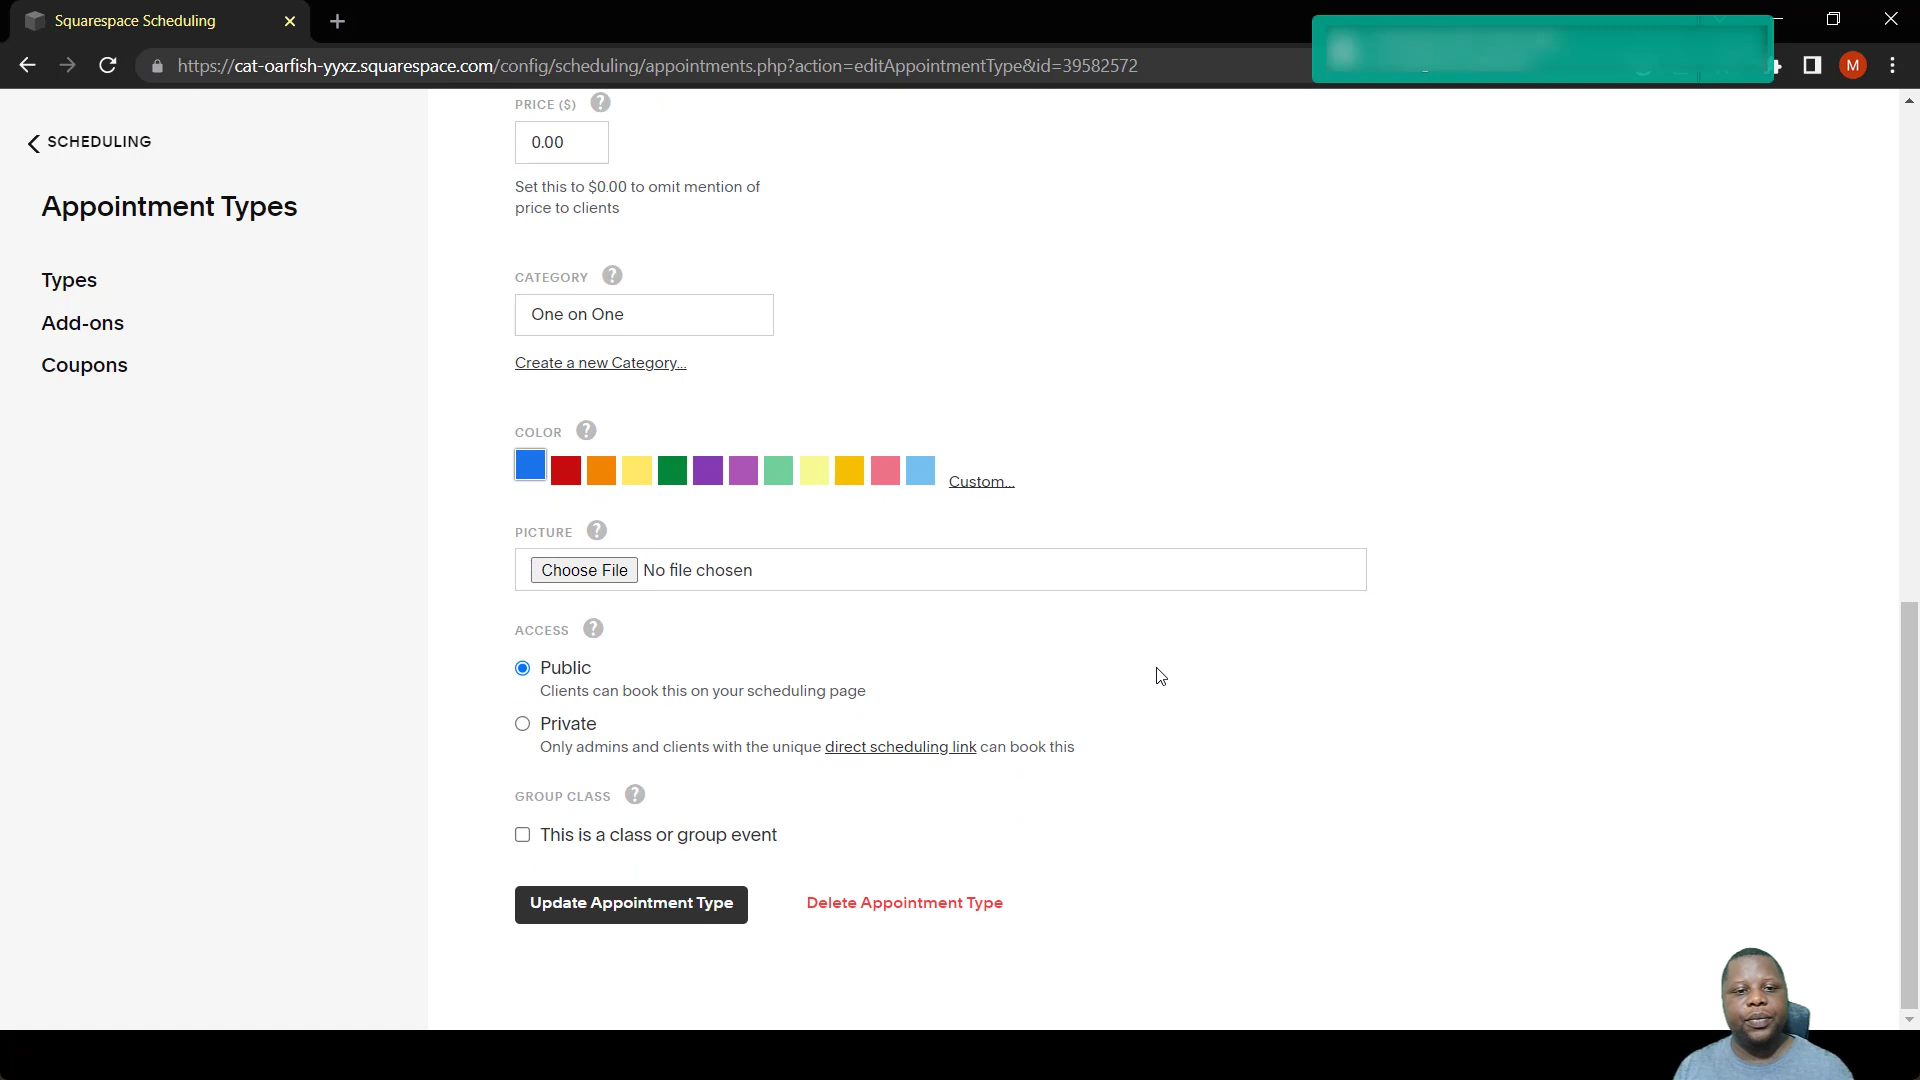 Squarespace Scheduling
https://cat-oarfish-yyxz.squarespace.com/config/scheduling/appointments.php?action=editAppointmentType&id=39582572
M
SCHEDULING
Appointment Types
Types
Add-ons
Coupons
PRICE ($) ?
0.00
Set this to $0.00 to omit mention of
price to clients
CATEGORY ?
One on One
Create a new Category...
COLOR ?
Custom...
PICTURE ?
Choose File No file chosen
ACCESS ?
Public
Clients can book this on your scheduling page
Private
Only admins and clients with the unique direct scheduling link can book this
GROUP CLASS ?
This is a class or group event
Update Appointment Type
Delete Appointment Type